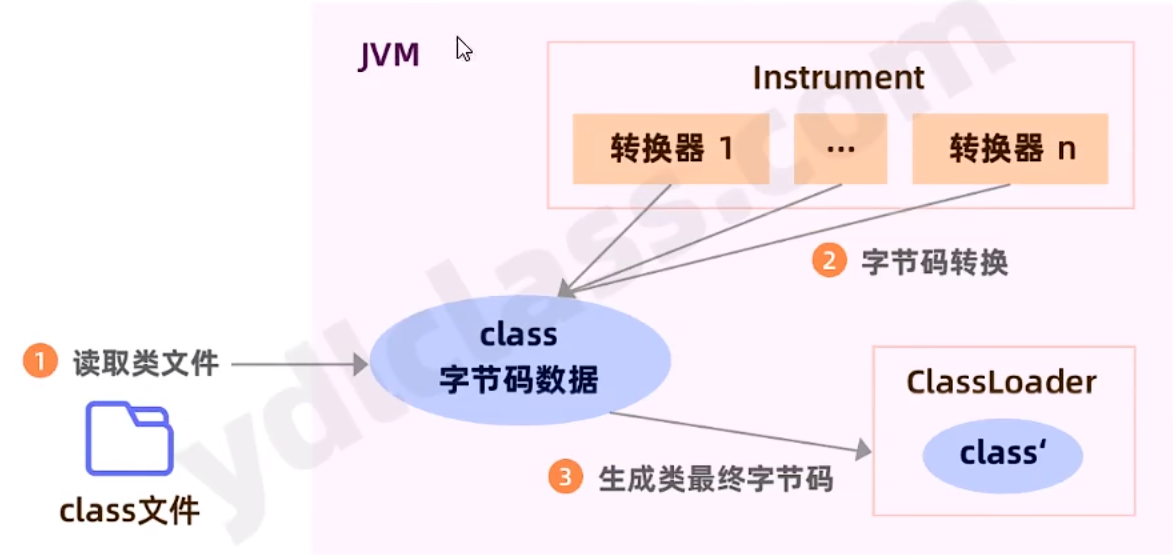 JVM
Instrument
转换器 1
...
转换器 n
2 字节码转换
class
字节码数据
1 读取类文件
class文件
ClassLoader
class‘
3 生成类最终字节码
ydlclass.com